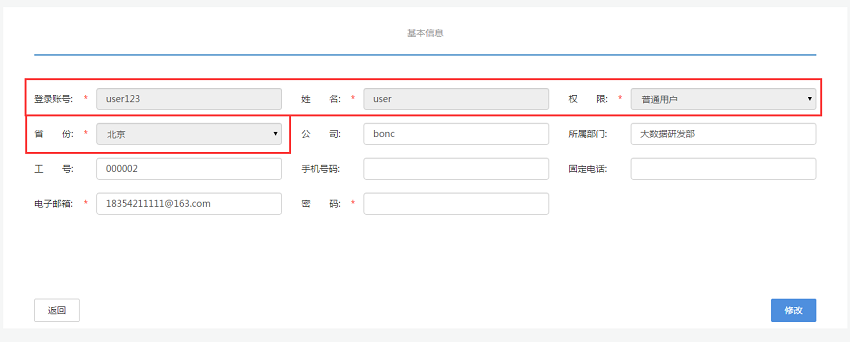 基本信息
登录账号: * user123 姓 名: * user 权 限: * 普通用户
省 份: * 北京 公 司: bonc 所属部门: 大数据研发部
工 号: 000002 手机号码: 固定电话:
电子邮箱: * 18354211111@163.com 密 码: *
返回 修改